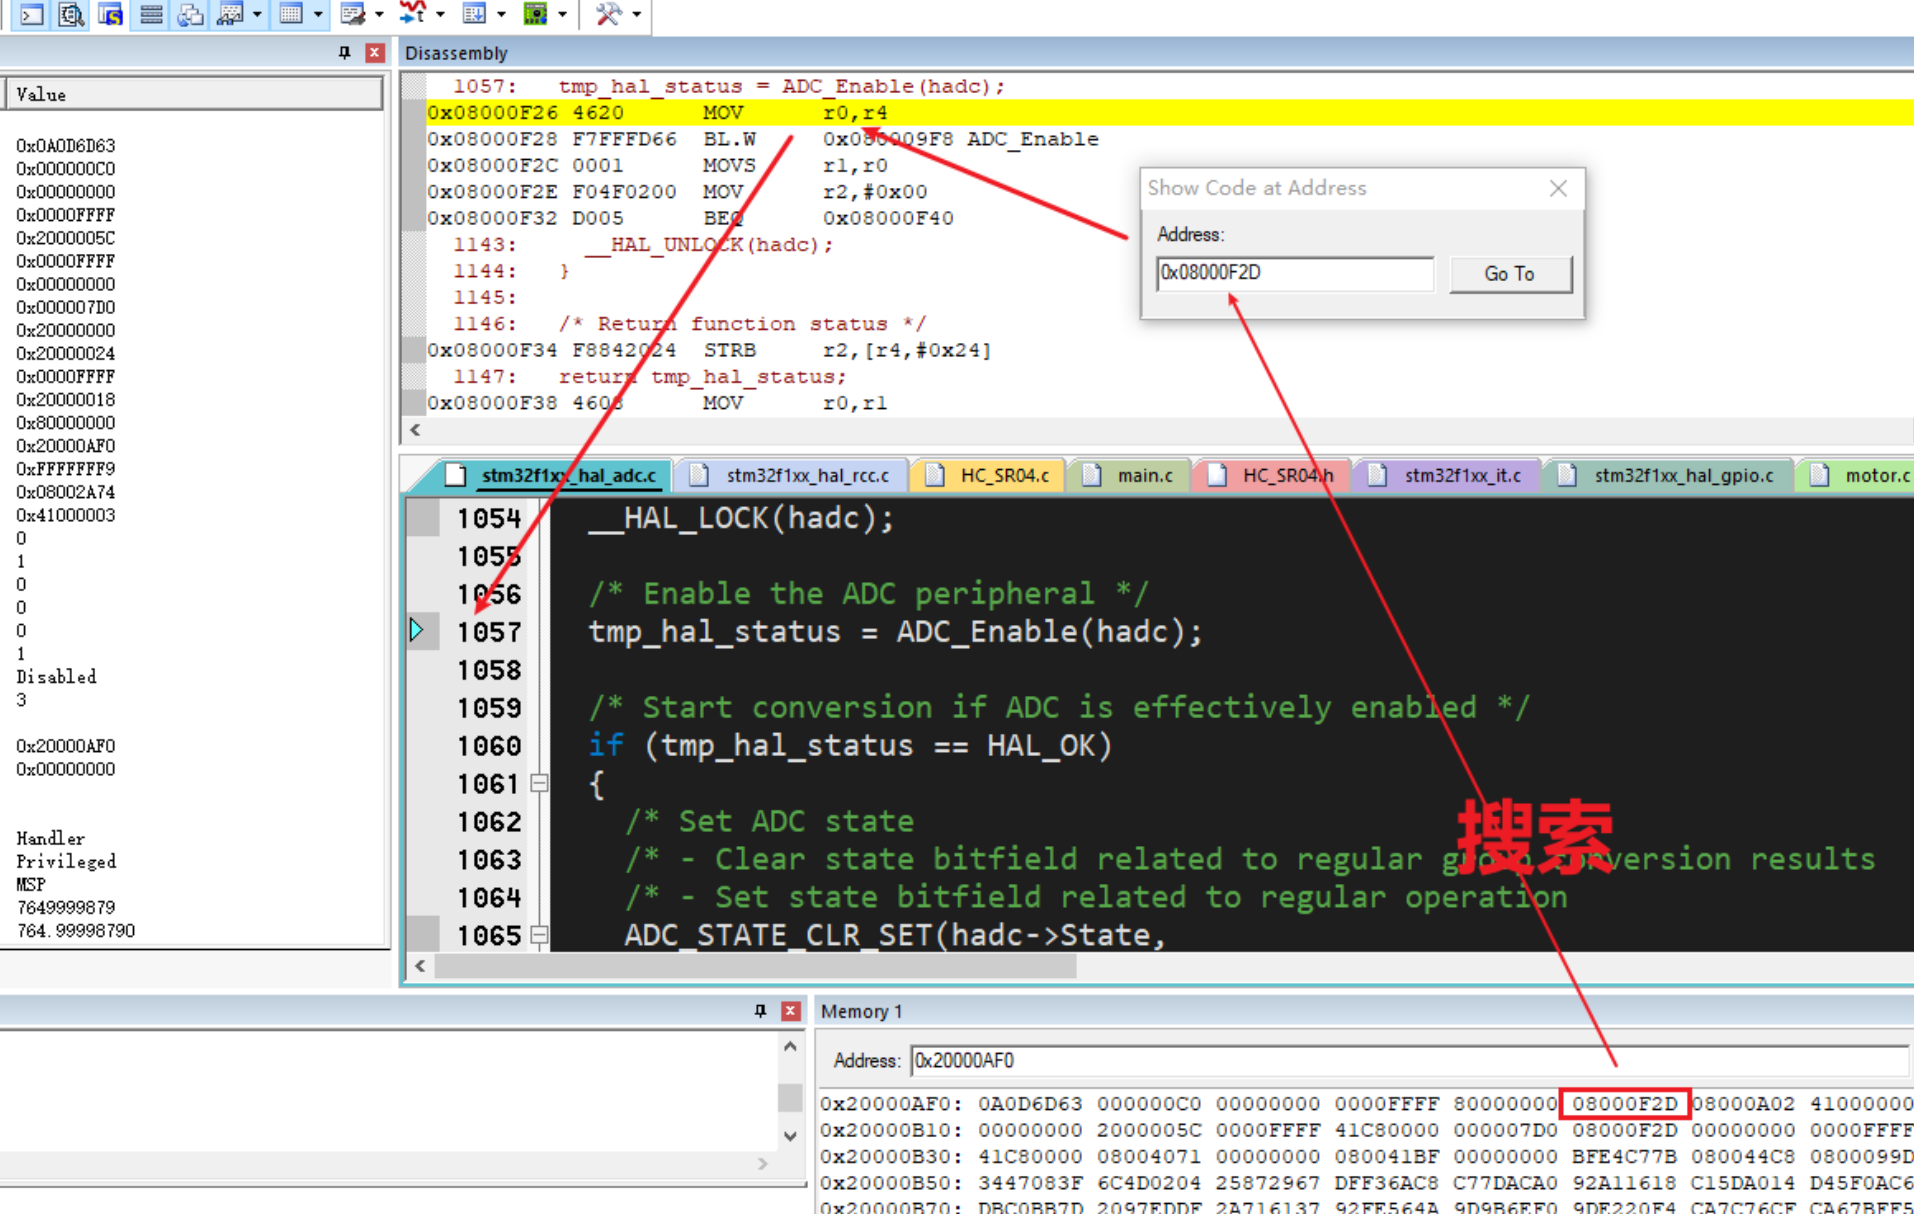 Disassembly
Value
0x0A0D6D63
0x000000C0
0x00000000
0x0000FFFF
0x2000005C
0x0000FFFF
0x00000000
0x000007D0
0x20000000
0x20000024
0x0000FFFF
0x20000018
0x80000000
0x20000AF0
0xFFFFFFF9
0x08002A74
0x41000003
0
1
0
0
0
1
Disabled
3
0x20000AF0
0x00000000
Handler
Privileged
MSP
7649999879
764.99998790
1057: tmp_hal_status = ADC_Enable(hadc);
0x08000F26 4620 MOV r0,r4
0x08000F28 F7FFFD66 BL.W 0x080009F8 ADC_Enable
0x08000F2C 0001 MOVS r1,r0
0x08000F2E F04F0200 MOV r2,#0x00
0x08000F32 D005 BEQ 0x08000F40
1143: __HAL_UNLOCK(hadc);
1144: }
1145:
1146: /* Return function status */
0x08000F34 F8842024 STRB r2,[r4,#0x24]
1147: return tmp_hal_status;
0x08000F38 4608 MOV r0,r1
Show Code at Address
Address:
0x08000F2D Go To
stm32f1xx_hal_adc.c stm32f1xx_hal_rcc.c HC_SR04.c main.c HC_SR04.h stm32f1xx_it.c stm32f1xx_hal_gpio.c motor.c
1054 __HAL_LOCK(hadc);
1055
1056 /* Enable the ADC peripheral */
1057 tmp_hal_status = ADC_Enable(hadc);
1058
1059 /* Start conversion if ADC is effectively enabled */
1060 if (tmp_hal_status == HAL_OK)
1061 {
1062 /* Set ADC state
1063 /* - Clear state bitfield related to regular group conversion results
1064 /* - Set state bitfield related to regular operation
1065 ADC_STATE_CLR_SET(hadc->State,
搜索
Memory 1
Address: 0x20000AF0
0x20000AF0: 0A0D6D63 000000C0 00000000 0000FFFF 80000000 08000F2D 08000A02 41000000
0x20000B10: 00000000 2000005C 0000FFFF 41C80000 000007D0 08000F2D 00000000 0000FFFF
0x20000B30: 41C80000 08004071 00000000 080041BF 00000000 BFE4C77B 080044C8 0800099D
0x20000B50: 3447083F 6C4D0204 25872967 DFF36AC8 C77DACA0 92A11618 C15DA014 D45F0AC6
0x20000B70: DBC0BB7D 2097EDDF 2A716137 92FE564A 9D9B6EF0 9DE220F4 CA7C76CF CA67BFF5